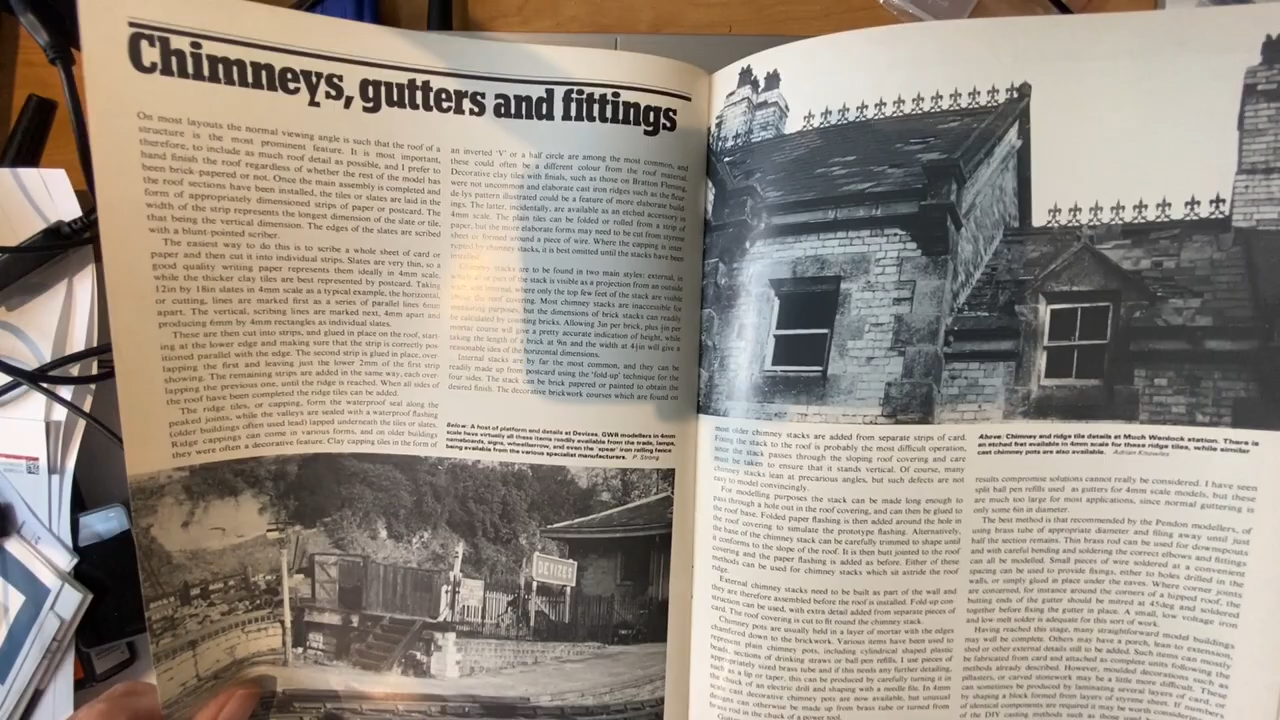 Chimneys, gutters and fittings
On most layouts the normal viewing angle is such that the roof of a
structure is the most prominent feature. It is most important,
therefore, to include as much roof detail as possible, and I prefer to
hand finish the roof regardless of whether the rest of the model has
been brick-papered or not. Once the main assembly is completed and
the roof sections have been installed, the tiles or slates are laid in the
form of appropriately dimensioned strips of paper or postcard. The
width of the strip represents the longest dimension of the slate or tile,
that being the vertical dimension. The edges of the slates are scribed
with a blunt-pointed scriber.
The easiest way to do this is to scribe a whole sheet of card or
paper and then cut it into individual strips. Slates are very thin, so a
good quality writing paper represents them ideally in 4mm scale,
while the thicker clay tiles are best represented by postcard. Taking
12in by 18in slates in 4mm scale as a typical example, the horizontal,
or cutting, lines are marked first as a series of parallel lines 6mm
apart. The vertical, scribing lines are marked next, 4mm apart and
producing 6mm by 4mm rectangles as individual slates.
These are then cut into strips, and glued in place on the roof, start-
ing at the lower edge and making sure that the strip is correctly pos-
itioned parallel with the edge. The second strip is glued in place, over-
lapping the first and leaving just the lower 2mm of the first strip
showing. The remaining strips are added in the same way, each over-
lapping the previous one, until the ridge is reached. When all sides of
the roof have been completed the ridge tiles can be added.
The ridge tiles, or capping, form the waterproof seal along the
peaked joints, while the valleys are sealed with a waterproof flashing
(older buildings often used lead) lapped underneath the tiles or slates.
Ridge cappings can come in various forms, and on older buildings
they were often a decorative feature. Clay capping tiles in the form of
an inverted 'V' or a half circle are among the most common, and
these could often be a different colour from the roof material.
Decorative clay tiles with finials, such as those on Bratton Fleming,
were not uncommon and elaborate cast iron ridges such as the fleur
de-lys pattern illustrated could be a feature of more elaborate build
ings. The latter, incidentally, are available as an etched accessory in
4mm scale. The plain tiles can be folded or rolled from a strip of
paper, but the more elaborate forms may need to be cut from styrene
sheet or formed around a piece of wire. Where the capping is inter-
rupted by chimney stacks, it is best omitted until the stacks have been
installed.
Chimney stacks are to be found in two main styles: external, in
which all or part of the stack is visible as a projection from an outside
wall; and internal, where only the top few feet of the stack are visible
above the roof covering. Most chimney stacks are inaccessible for
measuring purposes, but the dimensions of brick stacks can readily
be calculated by counting bricks. Allowing 3in per brick, plus ¼in per
mortar course will give a pretty accurate indication of height, while
taking the length of a brick at 9in and the width at 4½in will give a
reasonable idea of the horizontal dimensions.
Internal stacks are by far the most common, and they can be
readily made up from postcard using the 'fold-up' technique for the
four sides. The stack can be brick papered or painted to obtain the
desired finish. The decorative brickwork courses which are found on
Below: A host of platform end details at Devizes. GWR modellers in 4mm
scale have virtually all these items readily available from the trade, lamps,
nameboards, signs, wheelbarrow, and even the 'spear' iron railing fence
being available from the various specialist manufacturers. P. Strong
DEVIZES
most older chimney stacks are added from separate strips of card.
Fixing the stack to the roof is probably the most difficult operation,
since the stack passes through the sloping roof covering and care
must be taken to ensure that it stands vertical. Of course, many
chimney stacks lean at precarious angles, but such defects are not
easy to model convincingly.
For modelling purposes the stack can be made long enough to
pass through a hole cut in the roof covering, and can then be glued to
the roof base. Folded paper flashing is then added around the hole in
the roof covering to simulate the prototype flashing. Alternatively,
the base of the chimney stack can be carefully trimmed to shape until
it conforms to the slope of the roof. It is then butt jointed to the roof
covering and the paper flashing is added as before. Either of these
methods can be used for chimney stacks which sit astride the roof
ridge.
External chimney stacks need to be built as part of the wall and
they are therefore assembled before the roof is installed. Fold-up con-
struction can be used, with extra detail added from separate pieces of
card. The roof covering is cut to fit round the chimney stack.
Chimney pots are usually held in a layer of mortar with the edges
chamfered down to the brickwork. Various items have been used to
represent plain chimney pots, including cylindrical shaped plastic
beads, sections of drinking straws or ball pen refills. I use pieces of
appropriately sized brass tube and if this needs any further detailing,
such as a lip or taper, this can be produced by carefully turning it in
the chuck of an electric drill and shaping with a needle file. In 4mm
scale cast decorative chimney pots are now available, but unusual
designs can otherwise be made up from brass tube or turned from
brass rod in the chuck of a power tool.
Above: Chimney and ridge tile details at Much Wenlock station. There is
an etched fret available in 4mm scale for these ridge tiles, while similar
cast chimney pots are also available. Adrian Knowles
results compromise solutions cannot really be considered. I have seen
split ball pen refills used as gutters for 4mm scale models, but these
are much too large for most applications, since normal guttering is
only some 6in in diameter.
The best method is that recommended by the Pendon modellers, of
using brass tube of appropriate diameter and filing away until just
half the section remains. This brass rod can be used for downspouts
and with careful bending and soldering the correct elbows and fittings
can all be modelled. Small pieces of wire soldered at a convenient
spacing can be used to provide fixings, either to holes drilled in the
walls, or simply glued in place under the eaves. Where corner joints
are concerned, for instance around the corners of a hipped roof, the
butting ends of the gutter should be mitred at 45deg and soldered
together before fixing the gutter in place. A small, low voltage iron
and low melt solder is adequate for this sort of work.
Having reached this stage, many straightforward model buildings
may will be complete. Others may have a porch, lean-to extension,
shed or other external details still to be added. Such items can mostly
be fabricated from card and attached as complete units following the
methods already described. However, moulded decorations such as
pilasters, or carved stonework may be a little more difficult. These
can sometimes be produced by laminating several layers of card, or
by shaping a block formed from layers of styrene sheet. If numbers
of identical components are required it may be worth
of the DIY casting methods such as those